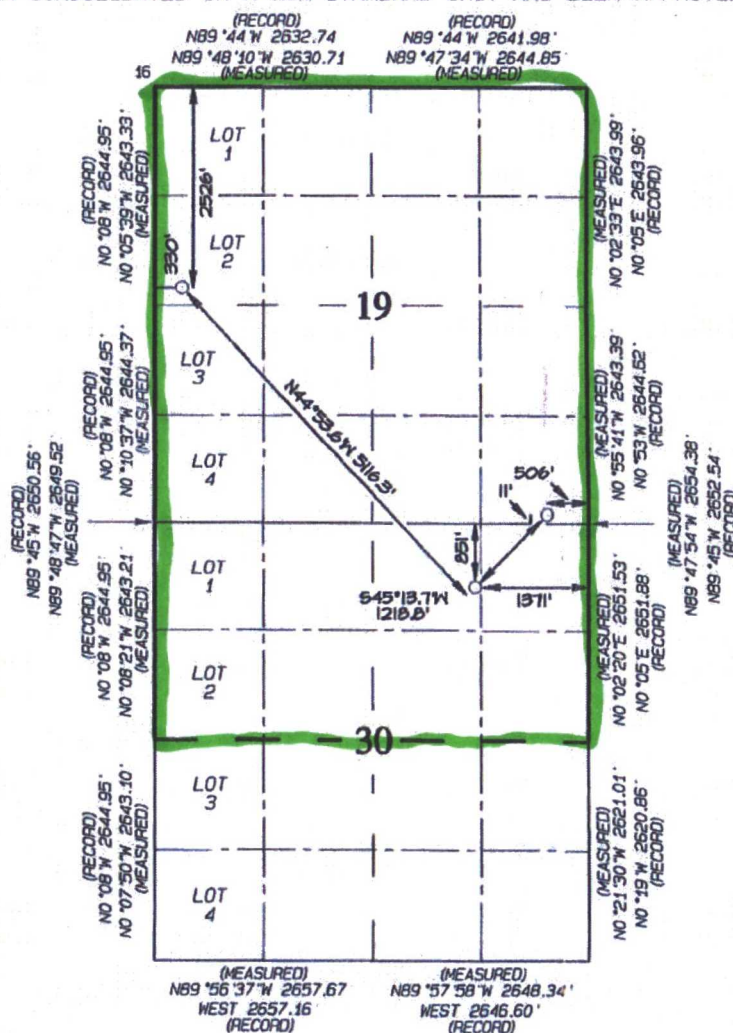 (RECORD)
N89°44'W 2632.74
N89°48'10"W 2630.71
(MEASURED)
(RECORD)
N89°44'W 2641.98'
N89°47'34"W 2644.85'
(MEASURED)
16
(RECORD)
N0°08'W 2644.95'
N0°05'39"W 2643.33'
(MEASURED)
LOT
1
2526'
LOT
2
330'
19
(MEASURED)
N0°02'33"E 2643.99'
N0°05'E 2643.96'
(RECORD)
(RECORD)
N0°08'W 2644.95'
N0°10'37"W 2644.37'
(MEASURED)
LOT
3
N44°53.6'W 5116.3'
LOT
4
(MEASURED)
N0°55'41"W 2643.39'
N0°53'W 2644.62'
(RECORD)
506'
11'
(RECORD)
N89°45'W 2650.56'
N89°48'47"W 2649.52'
(MEASURED)
(MEASURED)
N89°47'54"W 2654.38'
N89°45'W 2652.54'
(RECORD)
851'
1371'
S45°13.7'W
1218.8'
(RECORD)
N0°08'W 2644.95'
N0°08'21"W 2643.21'
(MEASURED)
LOT
1
LOT
2
(MEASURED)
N0°02'20"E 2651.53'
N0°05'E 2651.88'
(RECORD)
30
(RECORD)
N0°08'W 2644.95'
N0°07'50"W 2643.10'
(MEASURED)
LOT
3
LOT
4
(MEASURED)
N0°21'30"W 2621.01'
N0°19'W 2620.86'
(RECORD)
(MEASURED)
N89°56'37"W 2657.67
WEST 2657.16'
(RECORD)
(MEASURED)
N89°57'58"W 2648.34'
WEST 2646.60'
(RECORD)